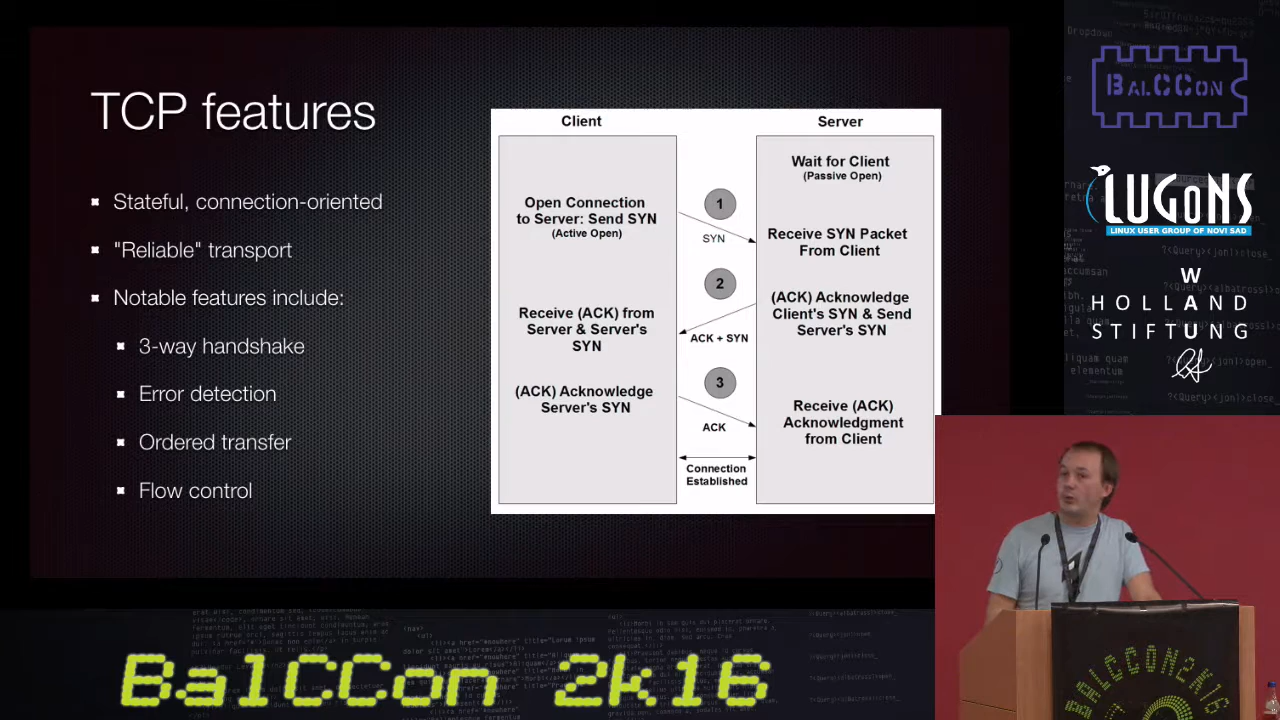 TCP features
Stateful, connection-oriented
"Reliable" transport
Notable features include:
3-way handshake
Error detection
Ordered transfer
Flow control
Client
Server
Wait for Client
(Passive Open)
Open Connection
to Server: Send SYN
(Active Open)
1
SYN
Receive SYN Packet
From Client
2
(ACK) Acknowledge
Client's SYN & Send
Server's SYN
Receive (ACK) from
Server & Server's
SYN
ACK + SYN
3
(ACK) Acknowledge
Server's SYN
ACK
Receive (ACK)
Acknowledgment
from Client
Connection
Established
BalCCon
LUGoNS
LINUX USER GROUP OF NOVI SAD
W
HOLLAND
STIFTUNG
BalCCon 2k16
BALCCON2K16